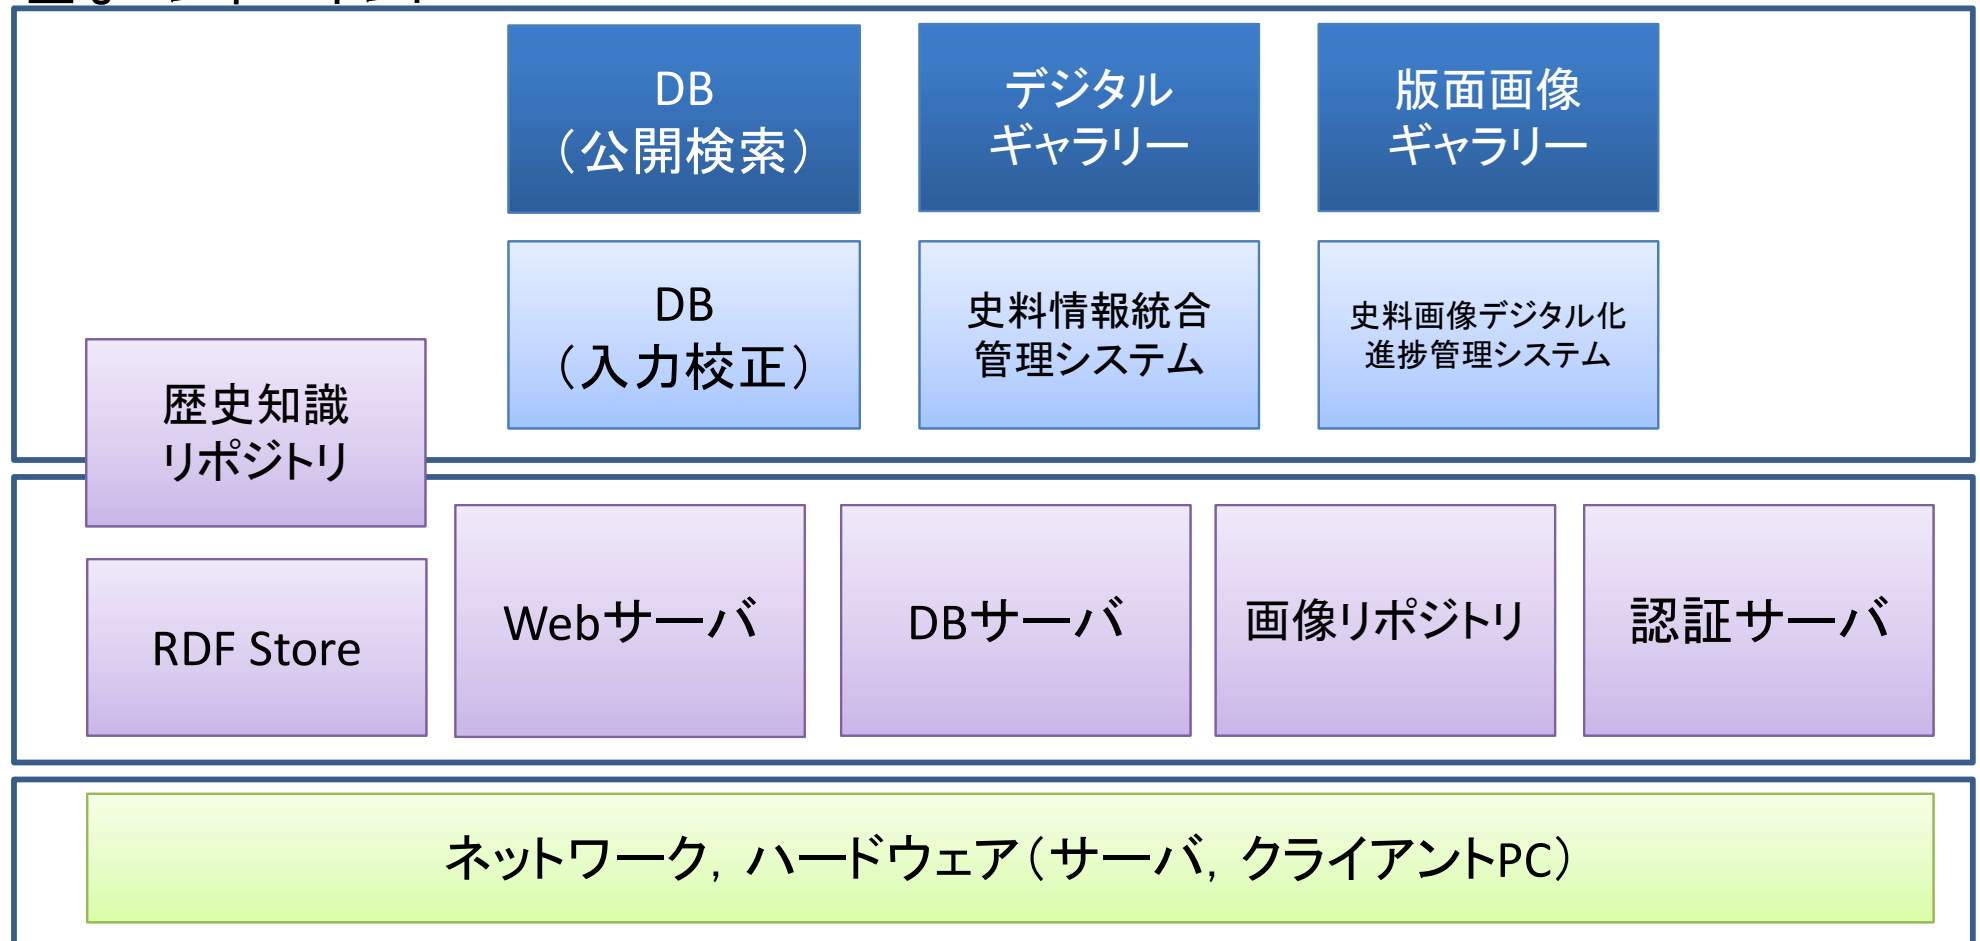 DB
（公開検索）
デジタル
ギャラリー
版面画像
ギャラリー
DB
（入力校正）
史料情報統合
管理システム
史料画像デジタル化
進捗管理システム
歴史知識
リポジトリ
RDF Store
Webサーバ
DBサーバ
画像リポジトリ
認証サーバ
ネットワーク，ハードウェア（サーバ，クライアントPC）